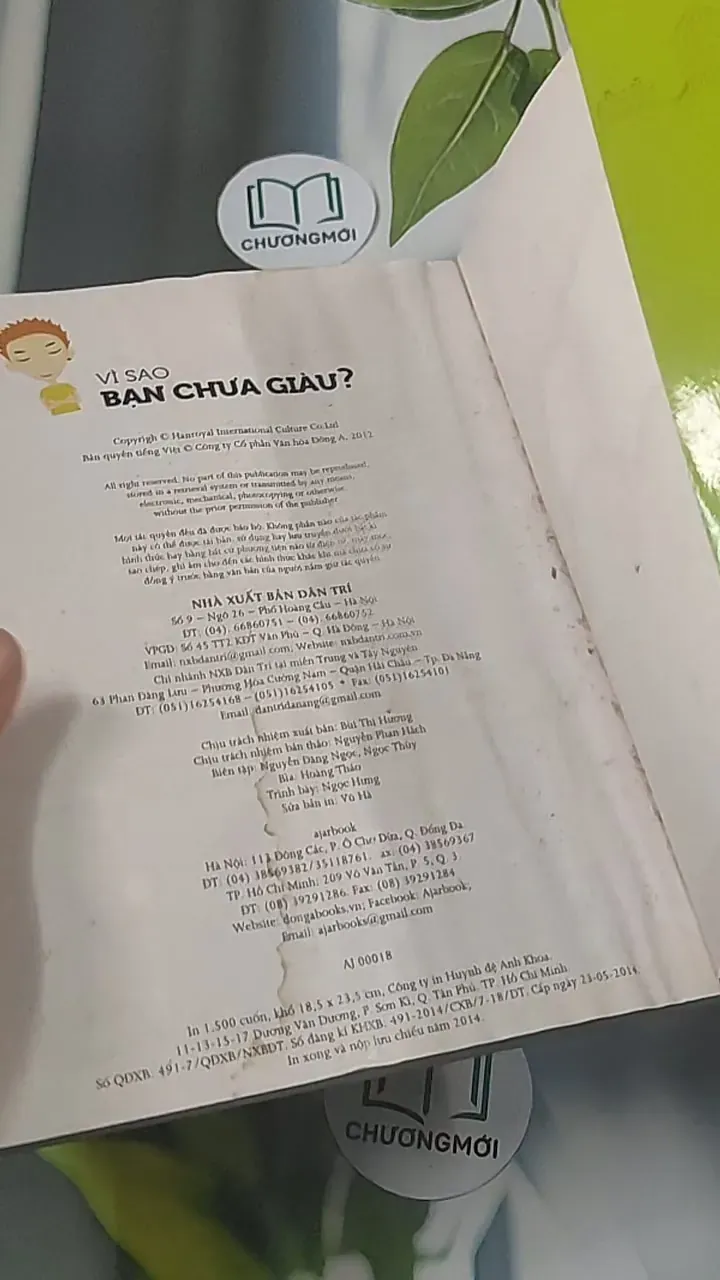 CHƯƠNGMỚI
VÌ SAO
BẠN CHƯA GIÀU?
Copyrigh © Hanroyal International Culture Co.Ltd
Bản quyền tiếng Việt © Công ty Cổ phần Văn hóa Đông A, 2012
All right reserved. No part of this publication may be reproduced,
stored in a retrieval system or transmitted by any means,
electronic, mechanical, photocopying or otherwise,
without the prior permission of the publisher
Mọi tác quyền đều đã được bảo hộ. Không phần nào của tác phẩm
này có thể được tái bản, sử dụng hay lưu truyền dưới bất kì
hình thức hay bằng bất cứ phương tiện nào từ điện tử, máy móc,
sao chép, ghi âm cho đến các hình thức khác khi mà chưa có sự
đồng ý trước bằng văn bản của người nắm giữ tác quyền.
NHÀ XUẤT BẢN DÂN TRÍ
Số 9 – Ngõ 26 – Phố Hoàng Cầu – Hà Nội
ĐT: (04). 66860751 – (04). 66860752
VPGD: Số 45 TT2 KĐT Văn Phú – Q. Hà Đông – Hà Nội
Email: nxbdantri@gmail.com; Website: nxbdantri.com.vn
Chi nhánh NXB Dân Trí tại miền Trung và Tây Nguyên
63 Phan Đăng Lưu – Phường Hòa Cường Nam – Quận Hải Châu – Tp. Đà Nẵng
ĐT: (051)16254168 – (051)16254105 * Fax: (051)16254101
Email: dantridanang@gmail.com
Chịu trách nhiệm xuất bản: Bùi Thị Hương
Chịu trách nhiệm bản thảo: Nguyễn Phan Hách
Biên tập: Nguyễn Đăng Ngọc, Ngọc Thủy
Bìa: Hoàng Thảo
Trình bày: Ngọc Hưng
Sửa bản in: Vũ Hà
ajarbook
Hà Nội: 113 Đông Các, P. Ô Chợ Dừa, Q. Đống Đa
ĐT: (04) 38569382/35118761. ax: (04) 38569367
TP. Hồ Chí Minh: 209 Võ Văn Tần, P. 5, Q. 3
ĐT: (08) 39291286. Fax: (08) 39291284
Website: dongabooks.vn; Facebook: Ajarbook;
Email: ajarbooks@gmail.com
AJ 00018
In 1.500 cuốn, khổ 18,5 x 23,5 cm, Công ty in Huynh đệ Anh Khoa.
11-13-15-17 Dương Văn Dương, P. Sơn Kì, Q. Tân Phú. TP. Hồ Chí Minh
Số QĐXB: 491-7/QĐXB/NXBDT. Số đăng kí KHXB: 491-2014/CXB/7-18/DT. Cấp ngày 23-05-2014.
In xong và nộp lưu chiểu năm 2014.
CHƯƠNGMỚI